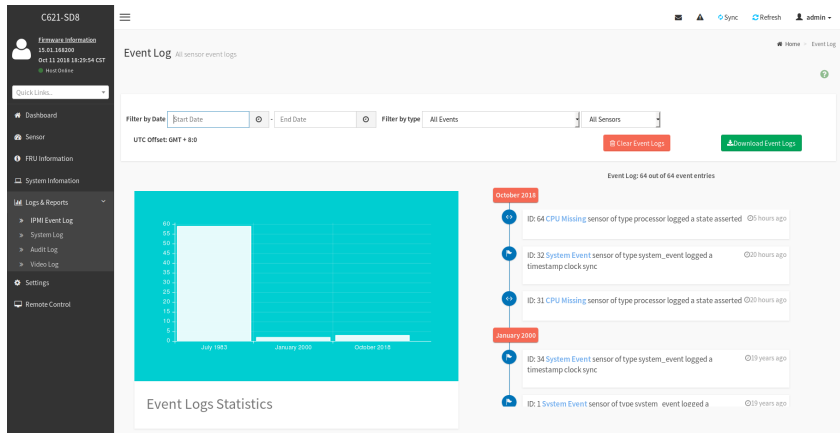 C621-SD8
Sync
Refresh
admin
Firmware Information
15.01.168200
Oct 11 2018 18:29:54 CST
Host Online
Quick Links..
Dashboard
Sensor
FRU Information
System Infomation
Logs & Reports
» IPMI Event Log
» System Log
» Audit Log
» Video Log
Settings
Remote Control
Event Log All sensor event logs
Home > Event Log
Filter by Date Start Date - End Date Filter by type All Events All Sensors
UTC Offset: GMT + 8:0
Clear Event Logs
Download Event Logs
60
55
50
45
40
35
30
25
20
15
10
5
0
July 1983 January 2000 October 2018
Event Logs Statistics
Event Log: 64 out of 64 event entries
October 2018
ID: 64 CPU Missing sensor of type processor logged a state asserted 5 hours ago
ID: 32 System Event sensor of type system_event logged a 20 hours ago
timestamp clock sync
ID: 31 CPU Missing sensor of type processor logged a state asserted 20 hours ago
January 2000
ID: 34 System Event sensor of type system_event logged a 19 years ago
timestamp clock sync
ID: 1 System Event sensor of type system_event logged a 19 years ago